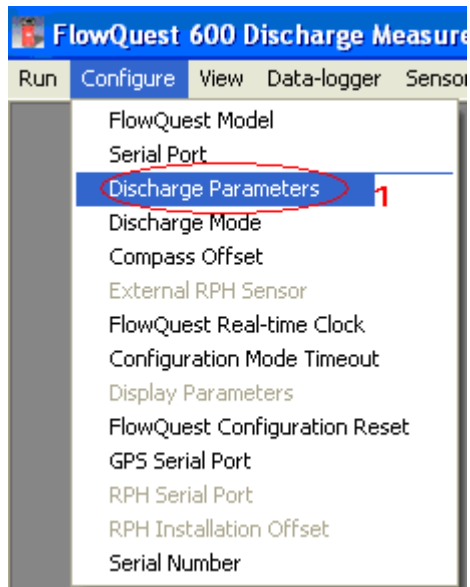 FlowQuest 600 Discharge Measure
Run Configure View Data-logger Sensor
FlowQuest Model
Serial Port
Discharge Parameters 1
Discharge Mode
Compass Offset
External RPH Sensor
FlowQuest Real-time Clock
Configuration Mode Timeout
Display Parameters
FlowQuest Configuration Reset
GPS Serial Port
RPH Serial Port
RPH Installation Offset
Serial Number